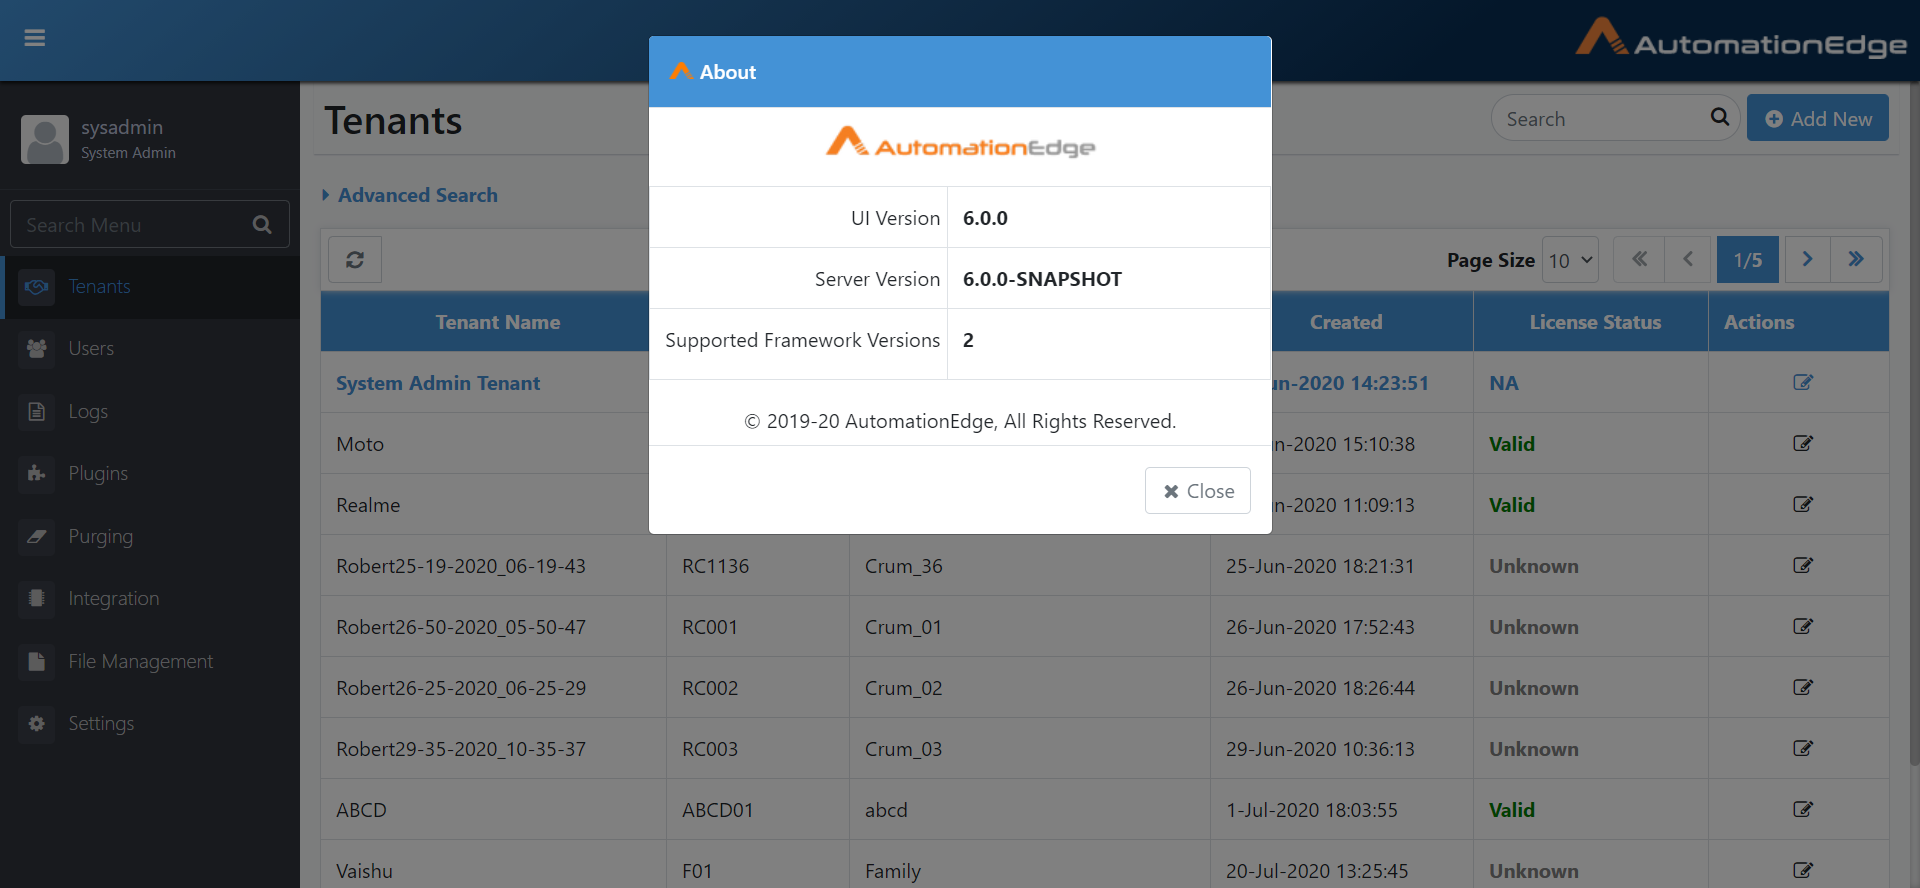 AutomationEdge
sysadmin
System Admin
Search Menu
Tenants
Users
Logs
Plugins
Purging
Integration
File Management
Settings
Tenants
Search
Add New
Advanced Search
Page Size 10 1/5
Tenant Name Created License Status Actions
System Admin Tenant un-2020 14:23:51 NA
Moto n-2020 15:10:38 Valid
Realme n-2020 11:09:13 Valid
Robert25-19-2020_06-19-43 RC1136 Crum_36 25-Jun-2020 18:21:31 Unknown
Robert26-50-2020_05-50-47 RC001 Crum_01 26-Jun-2020 17:52:43 Unknown
Robert26-25-2020_06-25-29 RC002 Crum_02 26-Jun-2020 18:26:44 Unknown
Robert29-35-2020_10-35-37 RC003 Crum_03 29-Jun-2020 10:36:13 Unknown
ABCD ABCD01 abcd 1-Jul-2020 18:03:55 Valid
Vaishu F01 Family 20-Jul-2020 13:25:45 Unknown
About
AutomationEdge
UI Version 6.0.0
Server Version 6.0.0-SNAPSHOT
Supported Framework Versions 2
© 2019-20 AutomationEdge, All Rights Reserved.
Close